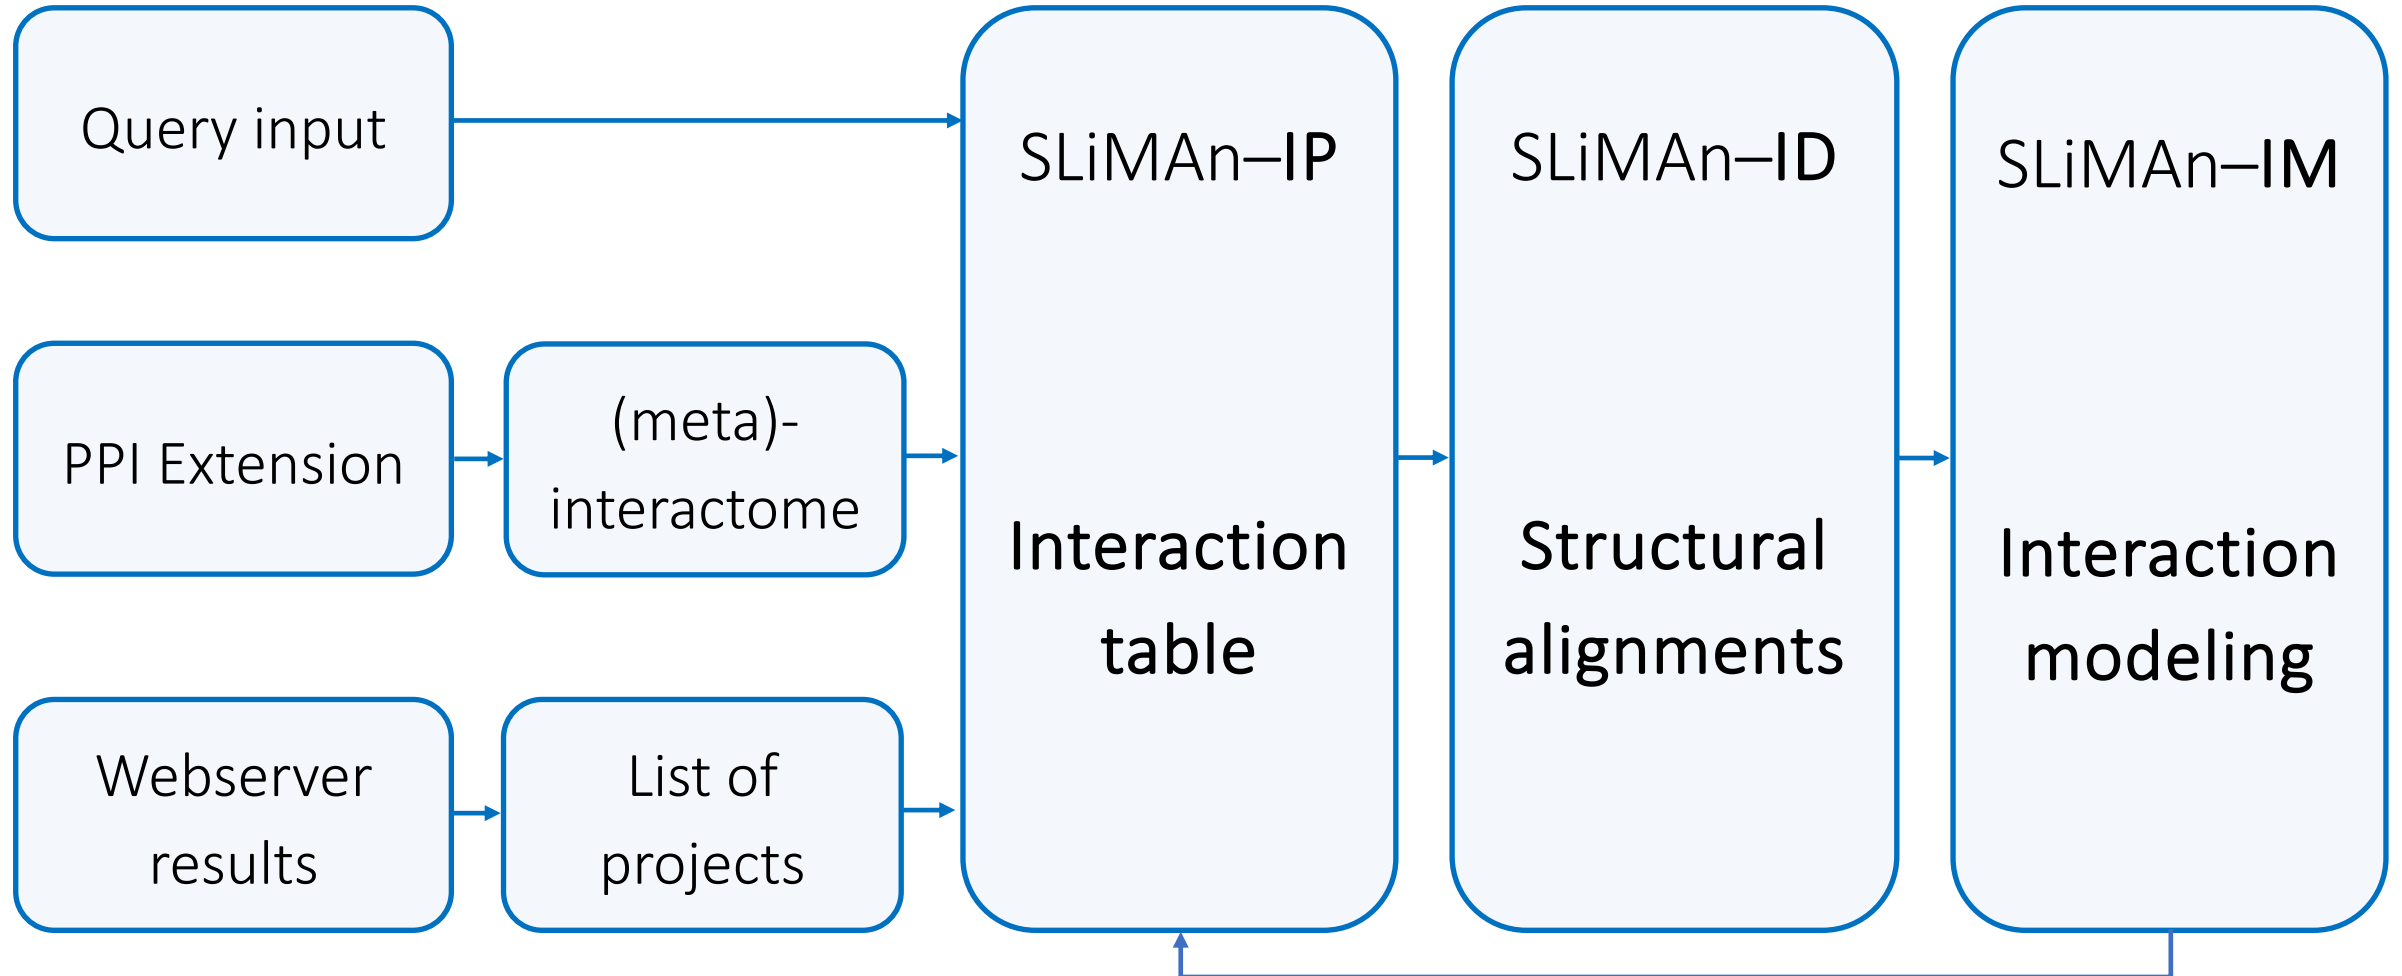 Query input
PPI Extension
(meta)-
interactome
Webserver
results
List of
projects
SLiMAn–IP
Interaction
table
SLiMAn–ID
Structural
alignments
SLiMAn–IM
Interaction
modeling